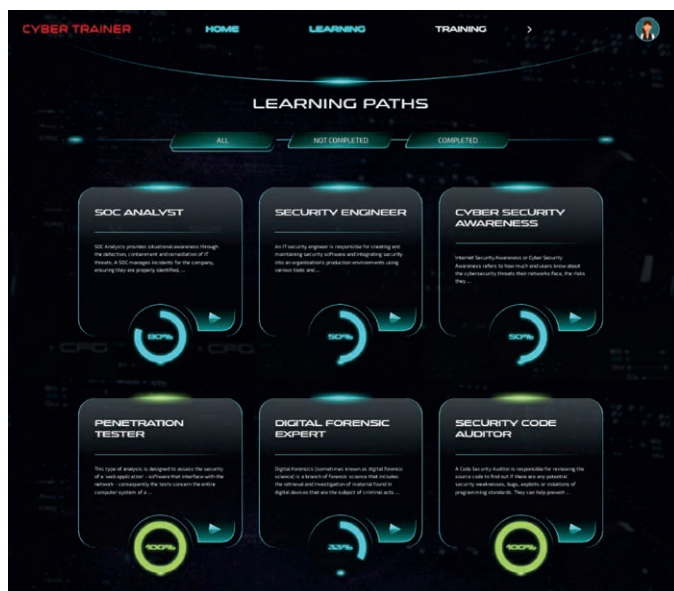 CYBER TRAINER
HOME
LEARNING
TRAINING
LEARNING PATHS
ALL
NOT COMPLETED
COMPLETED
SOC ANALYST
SOC Analysts provides situational awareness through
the detection, containment and remediation of IT
threats. A SOC manages incidents for the company,
ensuring they are properly identified, ...
80%
SECURITY ENGINEER
An IT security engineer is responsible for creating and
maintaining security software and integrating security
into an organization's production environments using
various tools and ...
50%
CYBER SECURITY
AWARENESS
Internet Security Awareness or Cyber Security
Awareness refers to how much end users know about
the cybersecurity threats their networks face, the risks
they ...
50%
PENETRATION
TESTER
This type of analysis is designed to assess the security
of a 'web application' - software that interface with the
network - consequently the tests concern the entire
computer system of a ...
100%
DIGITAL FORENSIC
EXPERT
Digital forensics (sometimes known as digital forensic
science) is a branch of forensic science that includes
the retrieval and investigation of material found in
digital devices that are the subject of criminal acts ...
33%
SECURITY CODE
AUDITOR
A Code Security Auditor is responsible for reviewing the
source code to find out if there are any potential
security weaknesses, bugs, exploits or violations of
programming standards. They can help prevent ...
100%